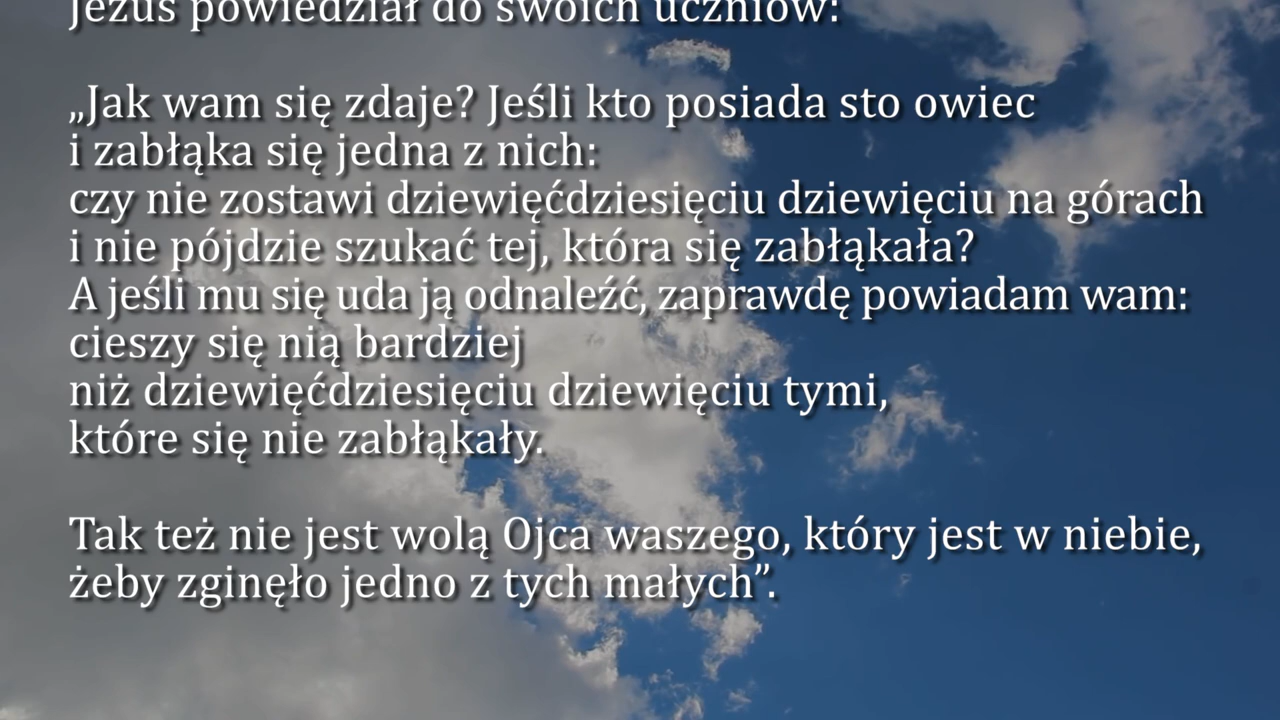 Jezus powiedział do swoich uczniów:
„Jak wam się zdaje? Jeśli kto posiada sto owiec
i zabłąka się jedna z nich:
czy nie zostawi dziewięćdziesięciu dziewięciu na górach
i nie pójdzie szukać tej, która się zabłąkała?
A jeśli mu się uda ją odnaleźć, zaprawdę powiadam wam:
cieszy się nią bardziej
niż dziewięćdziesięciu dziewięciu tymi,
które się nie zabłąkały.
Tak też nie jest wolą Ojca waszego, który jest w niebie,
żeby zginęło jedno z tych małych”.